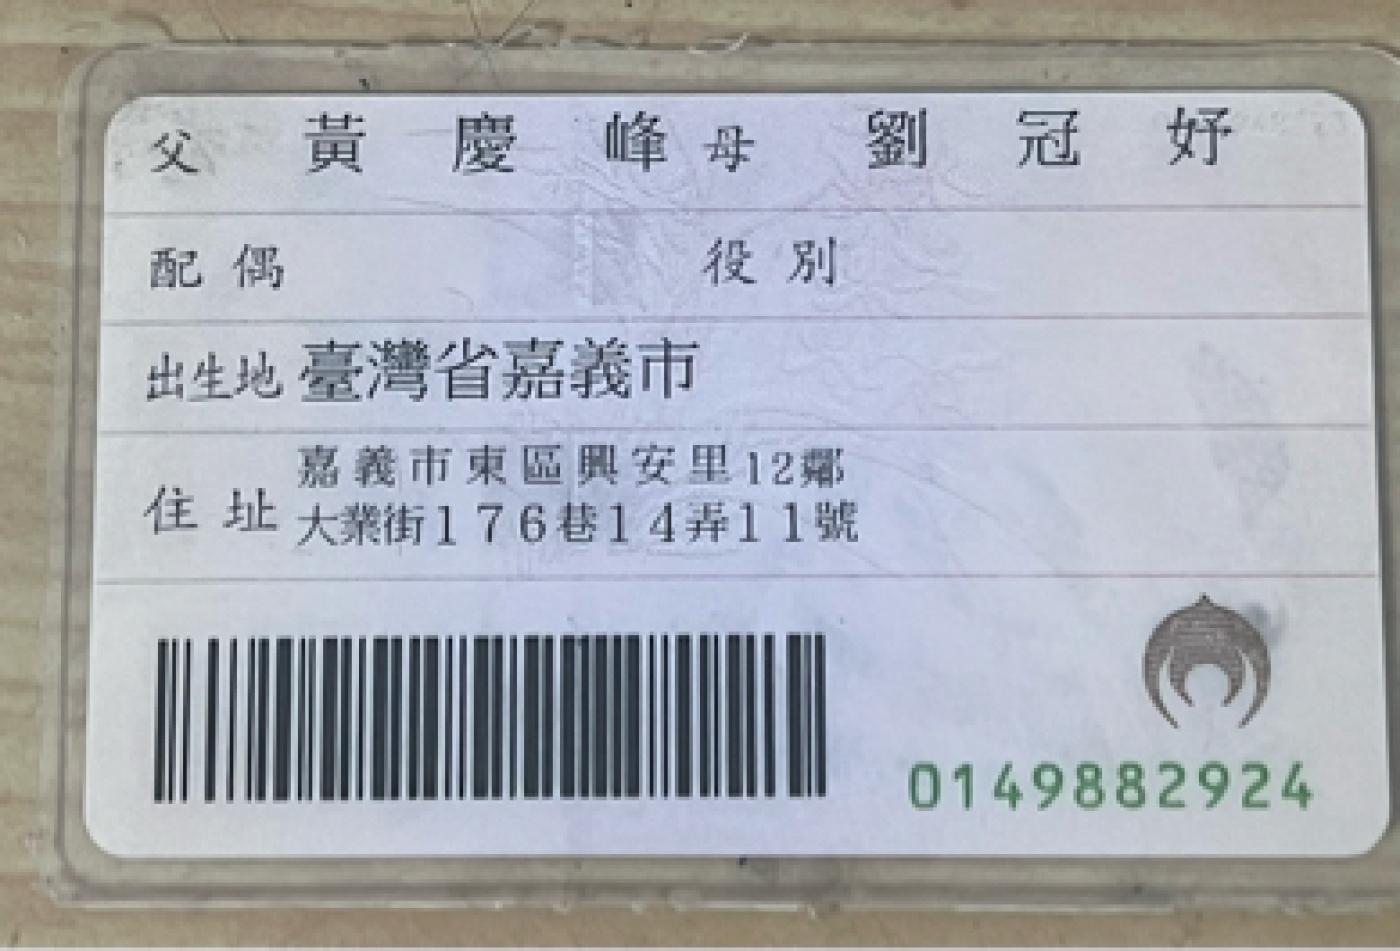 父 黃慶峰 母 劉冠妤
配偶 役別
出生地 臺灣省嘉義市
住址 嘉義市東區興安里12鄰
大業街176巷14弄11號
0149882924